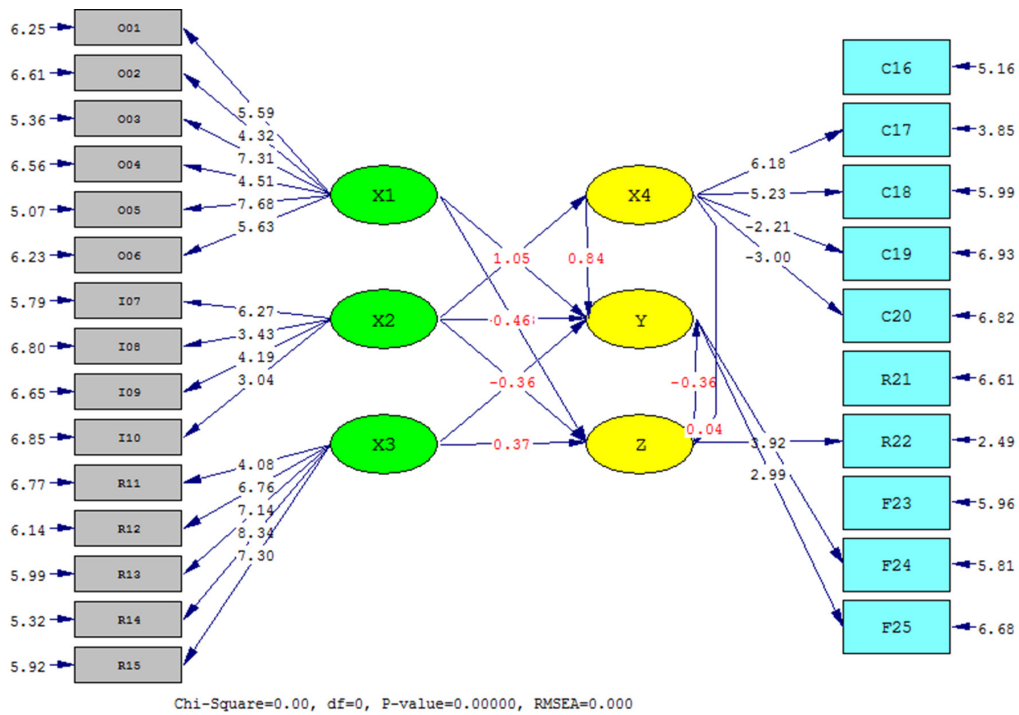 6.25 O01
6.61 O02
5.36 O03
6.56 O04
5.07 O05
6.23 O06
5.79 I07
6.80 I08
6.65 I09
6.85 I10
6.77 R11
6.14 R12
5.99 R13
5.32 R14
5.92 R15
5.59
4.32
7.31
4.51
7.68
5.63
6.27
3.43
4.19
3.04
4.08
6.76
7.14
8.34
7.30
X1
X2
X3
1.05
-0.46
-0.36
0.37
0.84
-0.36
0.04
X4
Y
Z
6.18
5.23
-2.21
-3.00
3.92
2.99
C16 5.16
C17 3.85
C18 5.99
C19 6.93
C20 6.82
R21 6.61
R22 2.49
F23 5.96
F24 5.81
F25 6.68
Chi-Square=0.00, df=0, P-value=0.00000, RMSEA=0.000